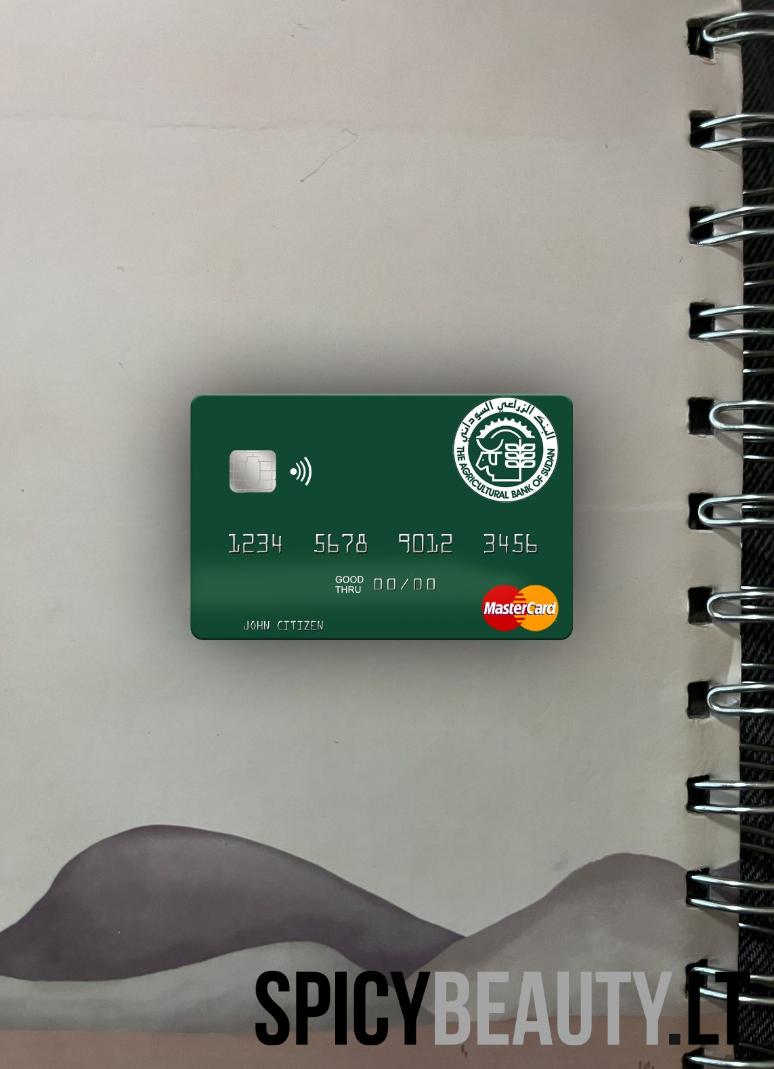 البنك الزراعي السوداني
THE AGRICULTURAL BANK OF SUDAN
1234 5678 9012 3456
GOOD
THRU 00/00
MasterCard
JOHN CITIZEN
SPICYBEAUTY.LT